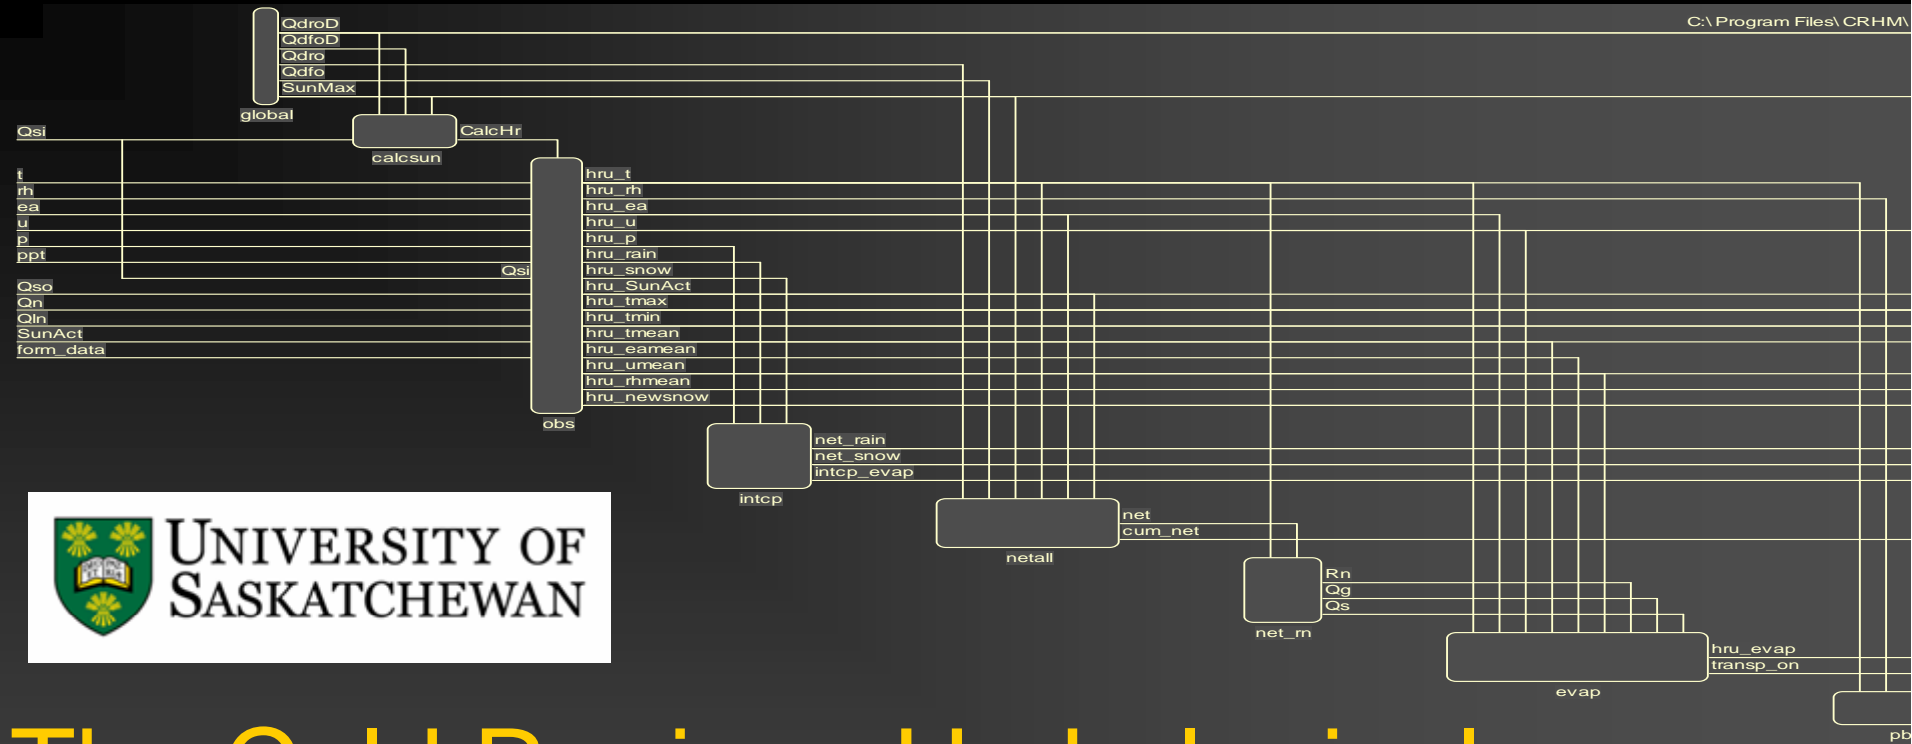 C:\Program Files\CRHM\
QdroD
QdfoD
Qdro
Qdfo
SunMax
global
Qsi
CalcHr
calcsun
t
rh
ea
u
p
ppt
Qsi
Qso
Qn
Qln
SunAct
form_data
hru_t
hru_rh
hru_ea
hru_u
hru_p
hru_rain
hru_snow
hru_SunAct
hru_tmax
hru_tmin
hru_tmean
hru_eamean
hru_umean
hru_rhmean
hru_newsnow
obs
net_rain
net_snow
intcp_evap
intcp
net
cum_net
netall
Rn
Qg
Qs
net_rn
hru_evap
transp_on
evap
pb
UNIVERSITY OF
SASKATCHEWAN